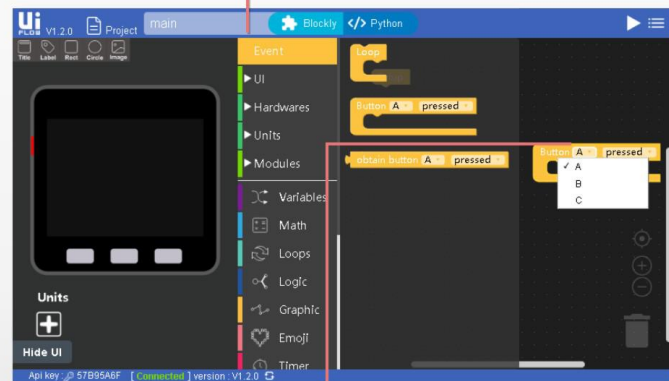 Ui
FLOW V1.2.0
Project
main
Blockly
</> Python
Title Label Rect Circle Image
Event
UI
Hardwares
Units
Modules
Variables
Math
Loops
Logic
Graphic
Emoji
Timer
Loop
Button A pressed
obtain button A pressed
Button A pressed
✓ A
B
C
Units
Hide UI
Api key : 57B95A6F [ Connected ] version : V1.2.0